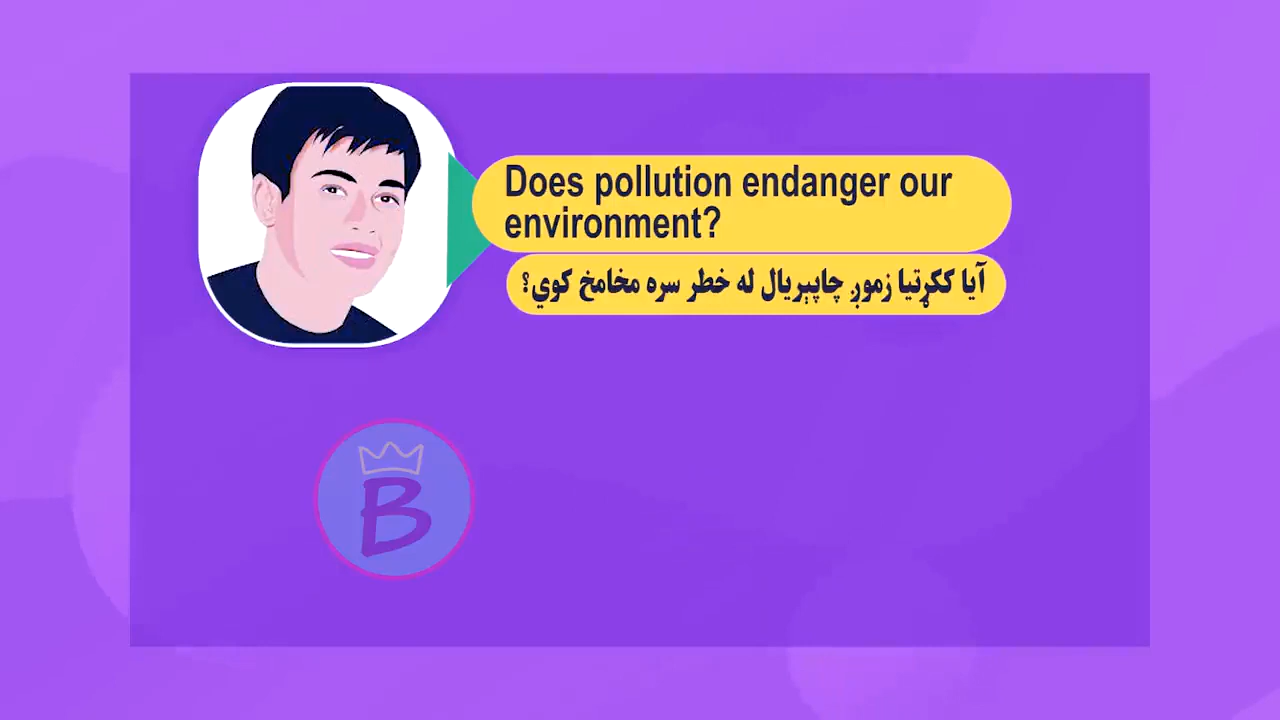 Does pollution endanger our
environment?
آیا ککړتیا زموږ چاپېریال له خطر سره مخامخ کوي؟
B